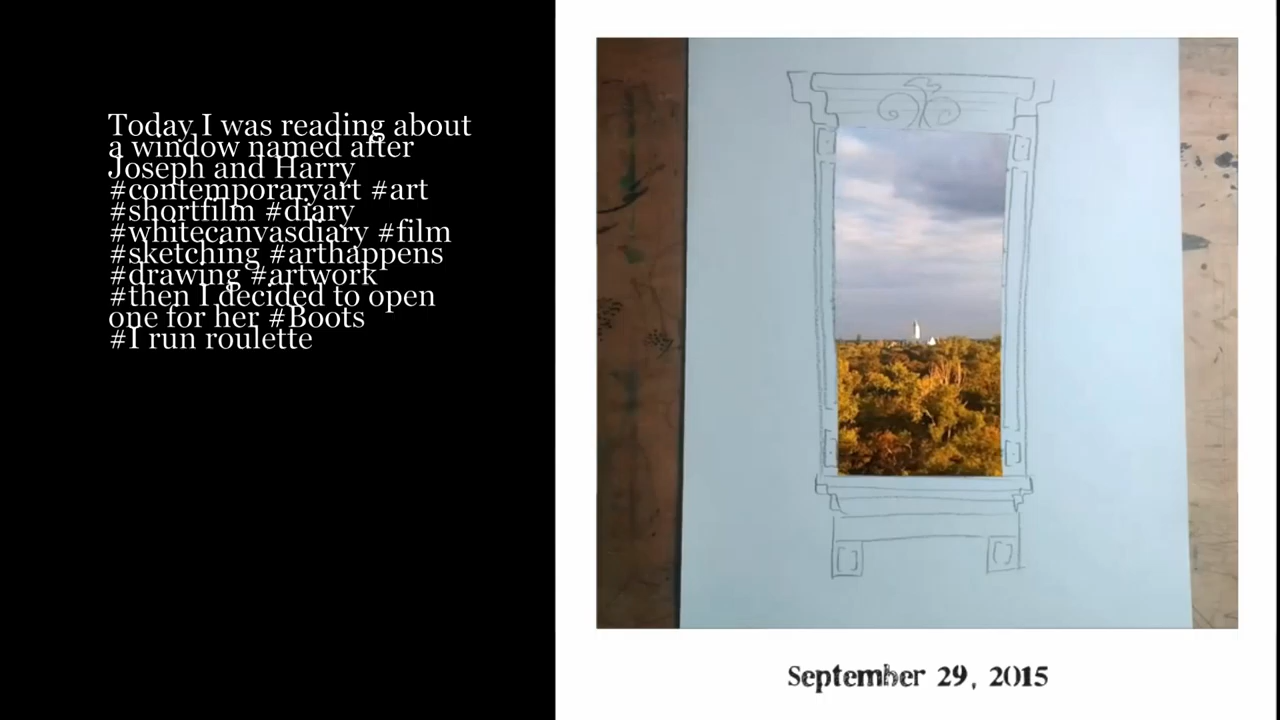 Today I was reading about
a window named after
Joseph and Harry
#contemporaryart #art
#shortfilm #diary
#whitecanvasdiary #film
#sketching #arthappens
#drawing #artwork
#then I decided to open
one for her #Boots
#I run roulette
September 29, 2015